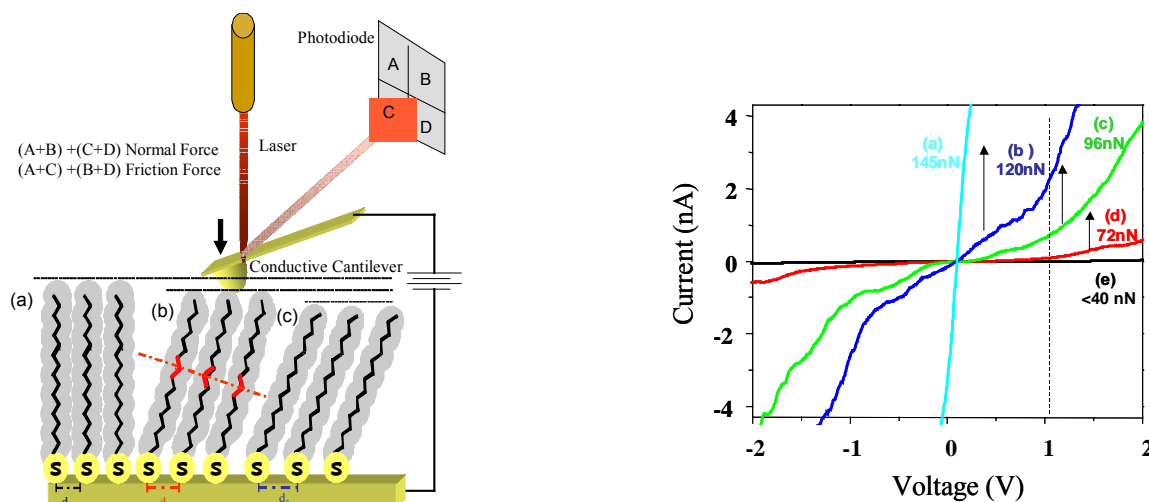 Photodiode
A
B
C
D
Laser
(A+B) +(C+D) Normal Force
(A+C) +(B+D) Friction Force
Conductive Cantilever
(a)
(b)
(c)
S S S S S S S S S
d
d
d
4
2
0
-2
-4
Current (nA)
-2 -1 0 1 2
Voltage (V)
(a)
145nN
(b )
120nN
(c)
96nN
(d)
72nN
(e)
<40 nN